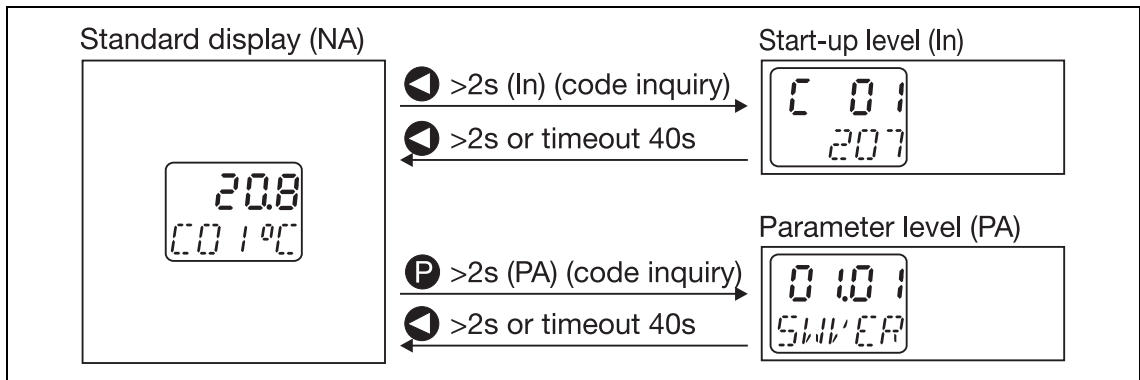 Standard display (NA)
20.8
C01 °C
>2s (In) (code inquiry)
>2s or timeout 40s
P >2s (PA) (code inquiry)
>2s or timeout 40s
Start-up level (In)
C 01
207
Parameter level (PA)
01.01
SWVER